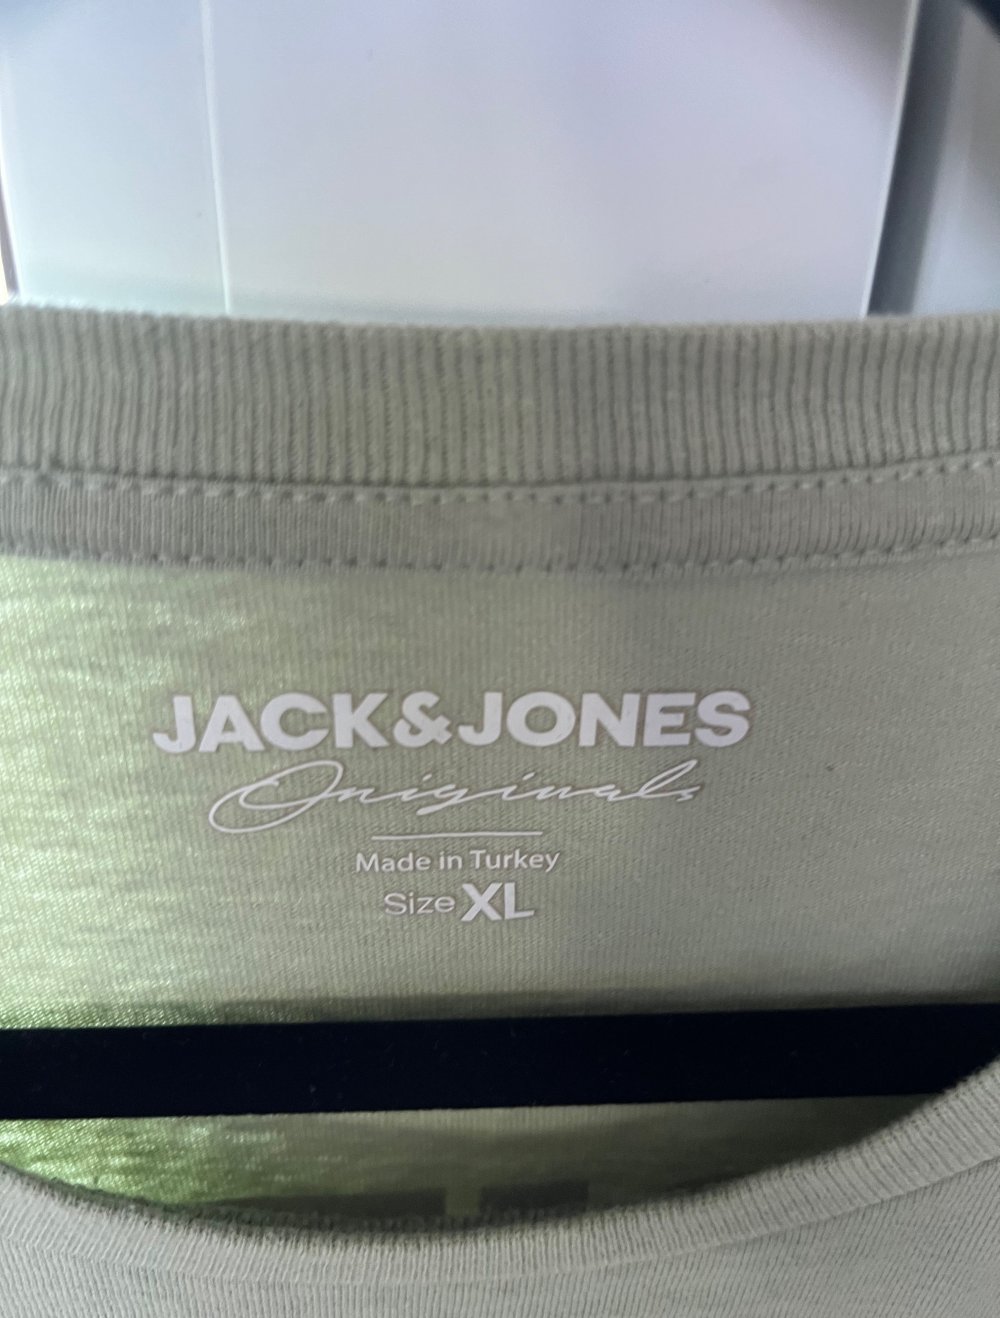 JACK&JONES
Originals
Made in Turkey
Size XL